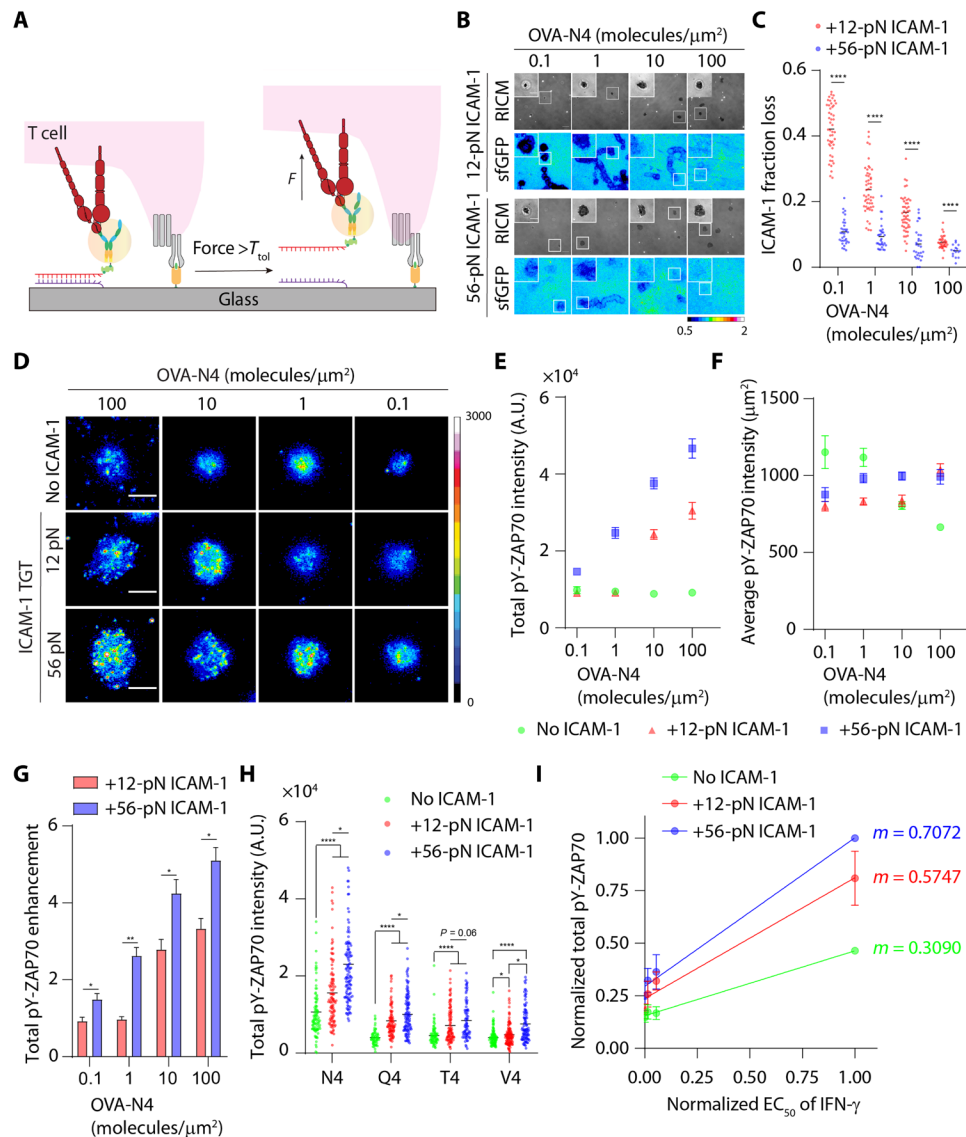 A
T cell
F
Force >Ttol
Glass
B
OVA-N4 (molecules/μm²)
0.1 1 10 100
12-pN ICAM-1
RICM
sfGFP
56-pN ICAM-1
RICM
sfGFP
0.5 2
C
+12-pN ICAM-1
+56-pN ICAM-1
ICAM-1 fraction loss
0.6
0.4
0.2
0
**** **** **** ****
0.1 1 10 100
OVA-N4
(molecules/μm²)
D
OVA-N4 (molecules/μm²)
100 10 1 0.1
No ICAM-1
ICAM-1 TGT
12 pN
56 pN
3000
0
E
×10⁴
Total pY-ZAP70 intensity (A.U.)
6
4
2
0
0.1 1 10 100
OVA-N4
(molecules/μm²)
F
Average pY-ZAP70 intensity (μm²)
1500
1000
500
0
0.1 1 10 100
OVA-N4
(molecules/μm²)
No ICAM-1 +12-pN ICAM-1 +56-pN ICAM-1
G
+12-pN ICAM-1
+56-pN ICAM-1
Total pY-ZAP70 enhancement
6
4
2
0
* ** * *
0.1 1 10 100
OVA-N4
(molecules/μm²)
H
×10⁴
No ICAM-1
+12-pN ICAM-1
+56-pN ICAM-1
Total pY-ZAP70 intensity (A.U.)
6
4
2
0
**** *
**** *
**** P = 0.06
**** * *
N4 Q4 T4 V4
I
No ICAM-1
+12-pN ICAM-1
+56-pN ICAM-1
Normalized total pY-ZAP70
1.00
0.75
0.50
0.25
0.00
m = 0.7072
m = 0.5747
m = 0.3090
0.00 0.25 0.50 0.75 1.00
Normalized EC₅₀ of IFN-γ